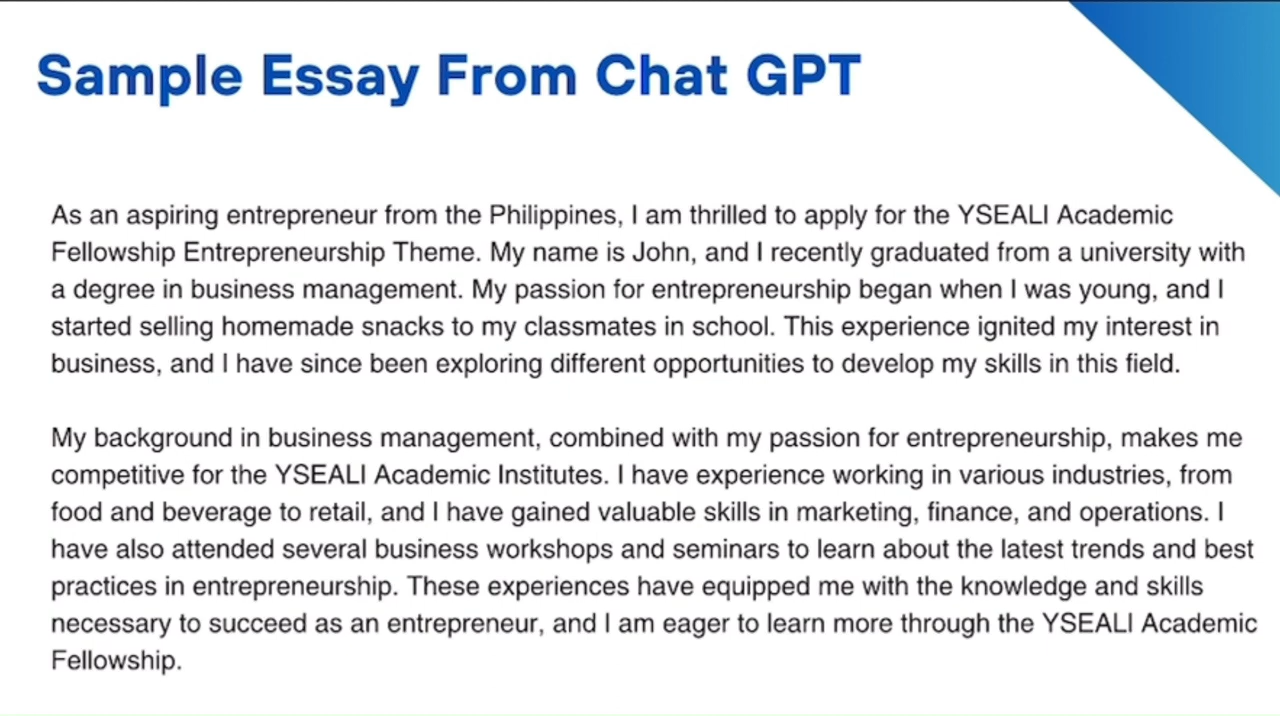 Sample Essay From Chat GPT
As an aspiring entrepreneur from the Philippines, I am thrilled to apply for the YSEALI Academic
Fellowship Entrepreneurship Theme. My name is John, and I recently graduated from a university with
a degree in business management. My passion for entrepreneurship began when I was young, and I
started selling homemade snacks to my classmates in school. This experience ignited my interest in
business, and I have since been exploring different opportunities to develop my skills in this field.
My background in business management, combined with my passion for entrepreneurship, makes me
competitive for the YSEALI Academic Institutes. I have experience working in various industries, from
food and beverage to retail, and I have gained valuable skills in marketing, finance, and operations. I
have also attended several business workshops and seminars to learn about the latest trends and best
practices in entrepreneurship. These experiences have equipped me with the knowledge and skills
necessary to succeed as an entrepreneur, and I am eager to learn more through the YSEALI Academic
Fellowship.